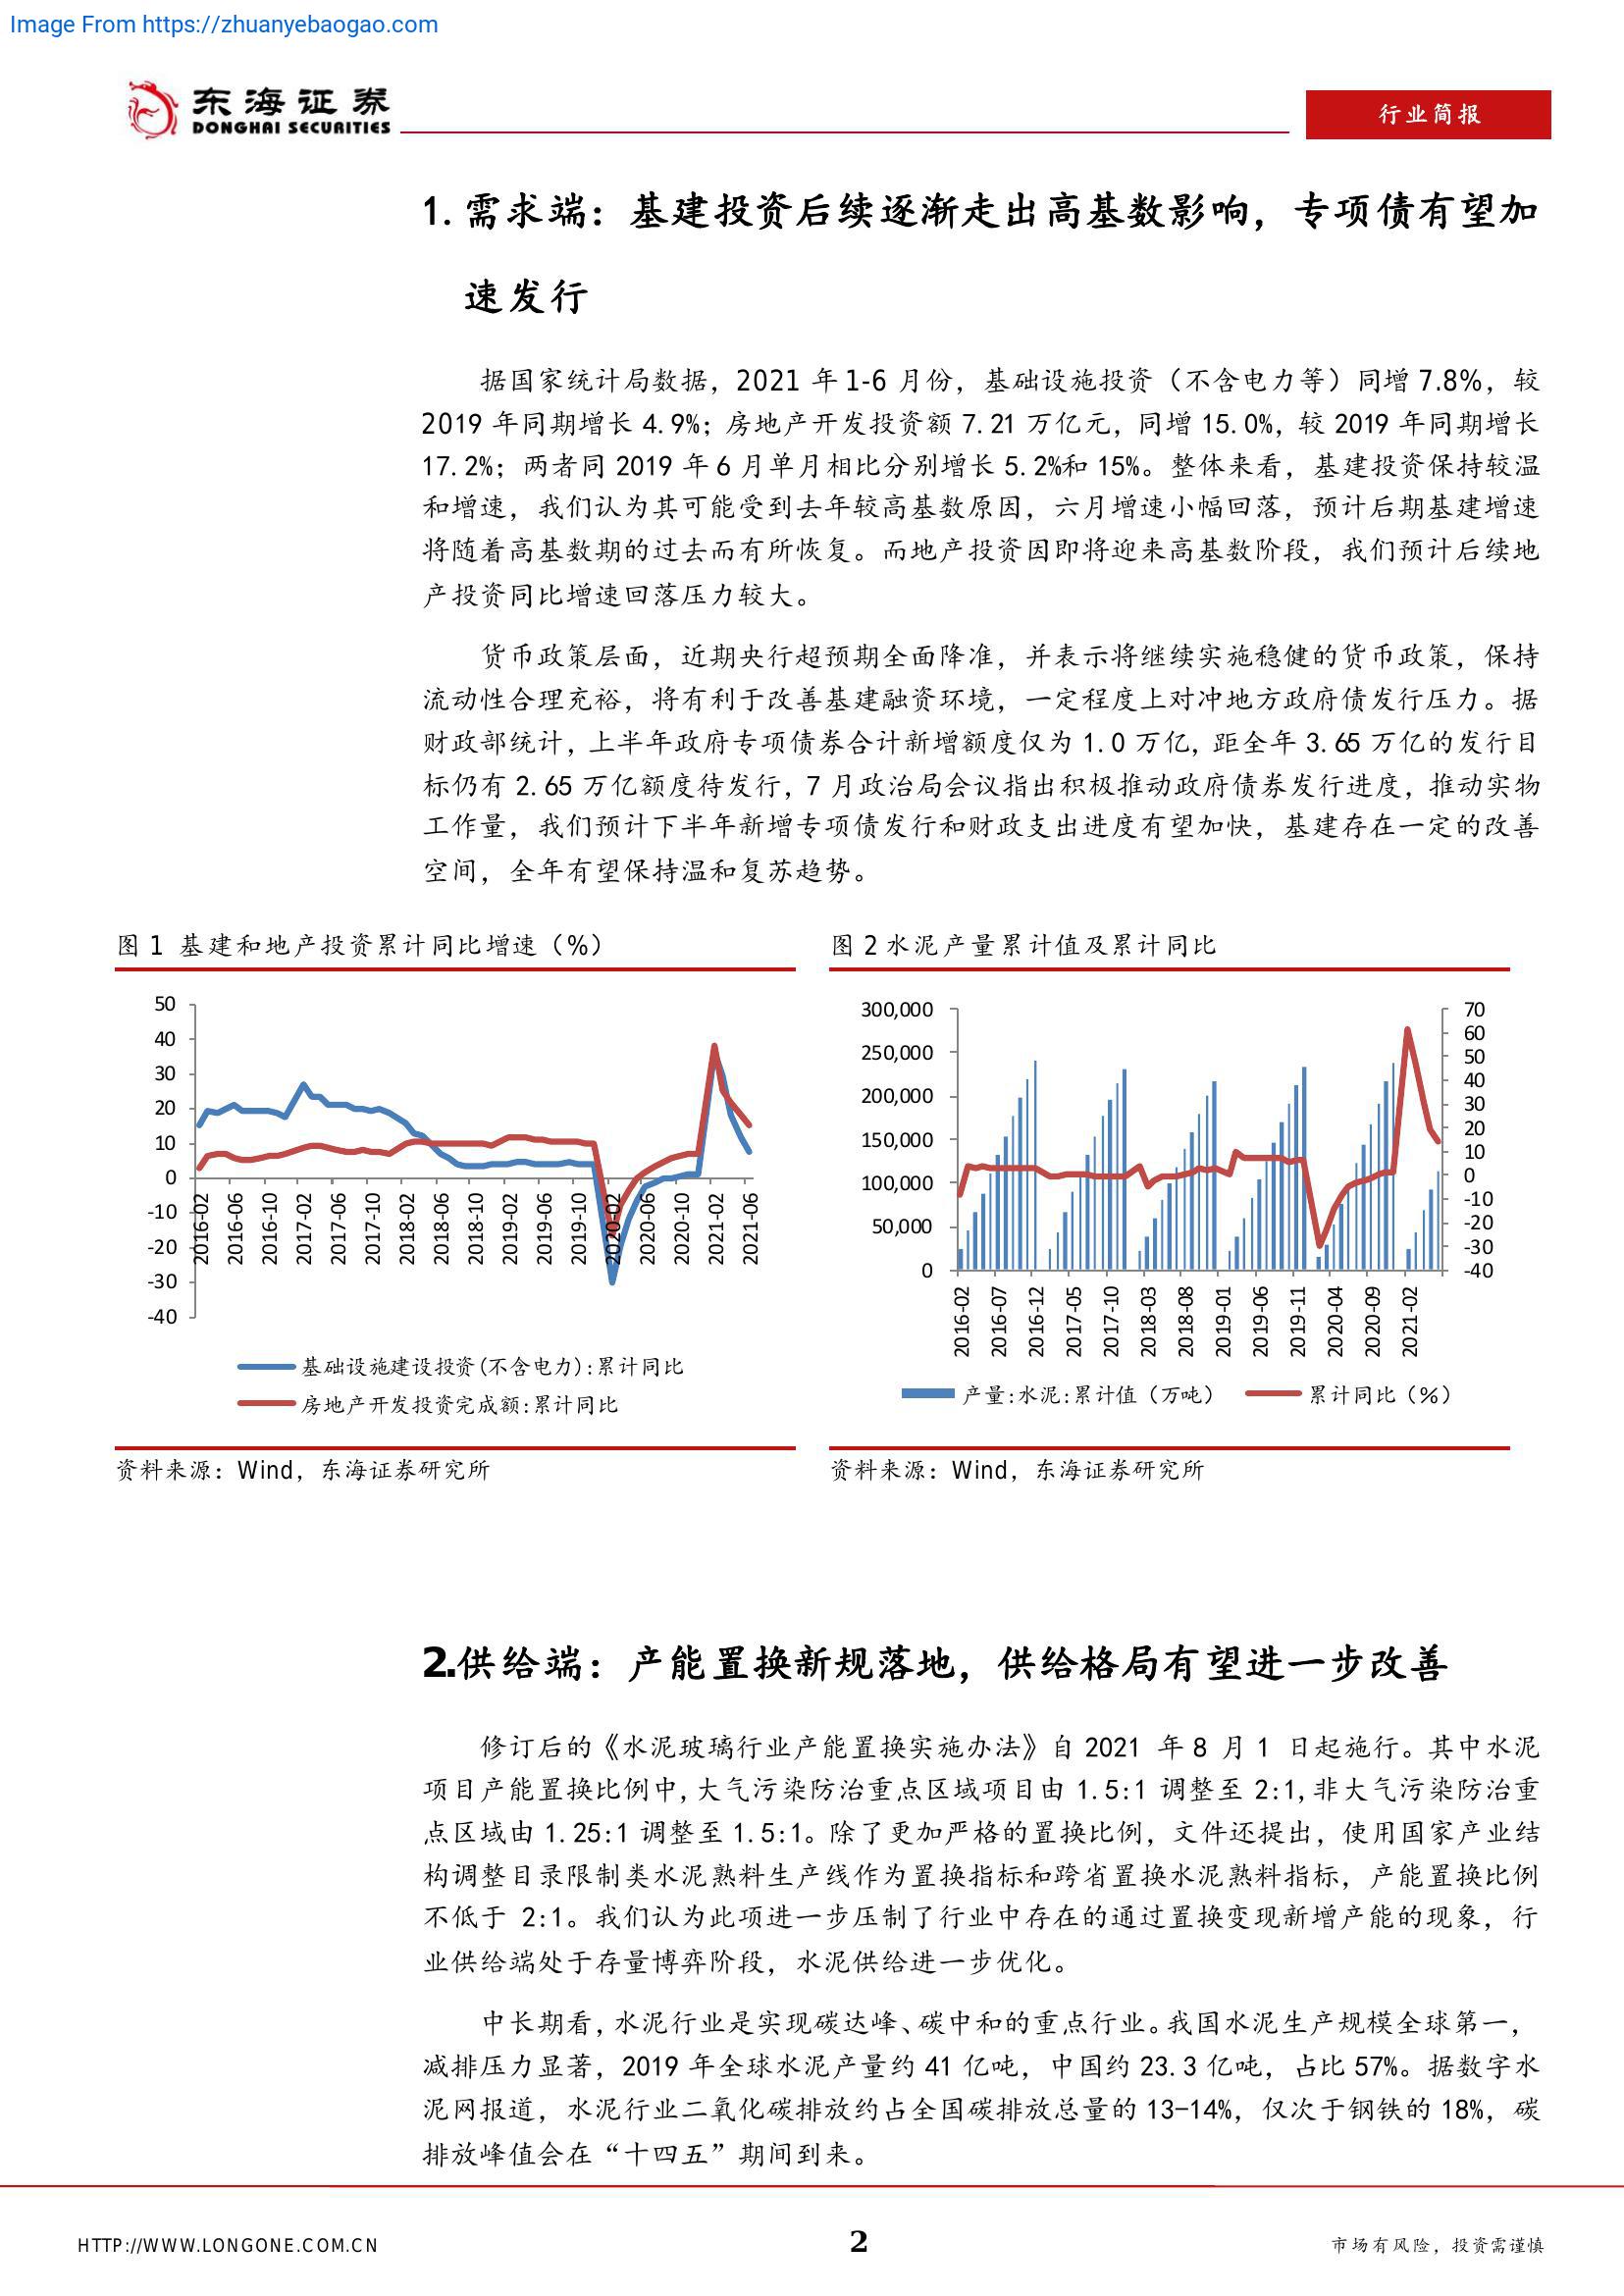 Image From https://zhuanyebaogao.com
东海证券
DONGHAI SECURITIES
行业简报
1. 需求端：基建投资后续逐渐走出高基数影响，专项债有望加
速发行
据国家统计局数据，2021 年 1-6 月份，基础设施投资（不含电力等）同增 7.8%，较
2019 年同期增长 4.9%；房地产开发投资额 7.21 万亿元，同增 15.0%，较 2019 年同期增长
17.2%；两者同 2019 年 6 月单月相比分别增长 5.2%和 15%。整体来看，基建投资保持较温
和增速，我们认为其可能受到去年较高基数原因，六月增速小幅回落，预计后期基建增速
将随着高基数期的过去而有所恢复。而地产投资因即将迎来高基数阶段，我们预计后续地
产投资同比增速回落压力较大。
货币政策层面，近期央行超预期全面降准，并表示将继续实施稳健的货币政策，保持
流动性合理充裕，将有利于改善基建融资环境，一定程度上对冲地方政府债发行压力。据
财政部统计，上半年政府专项债券合计新增额度仅为 1.0 万亿，距全年 3.65 万亿的发行目
标仍有 2.65 万亿额度待发行，7 月政治局会议指出积极推动政府债券发行进度，推动实物
工作量，我们预计下半年新增专项债发行和财政支出进度有望加快，基建存在一定的改善
空间，全年有望保持温和复苏趋势。
图 1 基建和地产投资累计同比增速（%）
50
40
30
20
10
0
-10
-20
-30
-40
2016-02
2016-06
2016-10
2017-02
2017-06
2017-10
2018-02
2018-06
2018-10
2019-02
2019-06
2019-10
2020-02
2020-06
2020-10
2021-02
2021-06
基础设施建设投资(不含电力):累计同比
房地产开发投资完成额:累计同比
资料来源：Wind，东海证券研究所
图 2 水泥产量累计值及累计同比
300,000
250,000
200,000
150,000
100,000
50,000
0
70
60
50
40
30
20
10
0
-10
-20
-30
-40
2016-02
2016-07
2016-12
2017-05
2017-10
2018-03
2018-08
2019-01
2019-06
2019-11
2020-04
2020-09
2021-02
产量:水泥:累计值（万吨）
累计同比（%）
资料来源：Wind，东海证券研究所
2.供给端：产能置换新规落地，供给格局有望进一步改善
修订后的《水泥玻璃行业产能置换实施办法》自 2021 年 8 月 1 日起施行。其中水泥
项目产能置换比例中，大气污染防治重点区域项目由 1.5:1 调整至 2:1,非大气污染防治重
点区域由 1.25:1 调整至 1.5:1。除了更加严格的置换比例，文件还提出，使用国家产业结
构调整目录限制类水泥熟料生产线作为置换指标和跨省置换水泥熟料指标，产能置换比例
不低于 2:1。我们认为此项进一步压制了行业中存在的通过置换变现新增产能的现象，行
业供给端处于存量博弈阶段，水泥供给进一步优化。
中长期看，水泥行业是实现碳达峰、碳中和的重点行业。我国水泥生产规模全球第一，
减排压力显著，2019 年全球水泥产量约 41 亿吨，中国约 23.3 亿吨，占比 57%。据数字水
泥网报道，水泥行业二氧化碳排放约占全国碳排放总量的 13-14%，仅次于钢铁的 18%，碳
排放峰值会在“十四五”期间到来。
HTTP://WWW.LONGONE.COM.CN
2
市场有风险，投资需谨慎